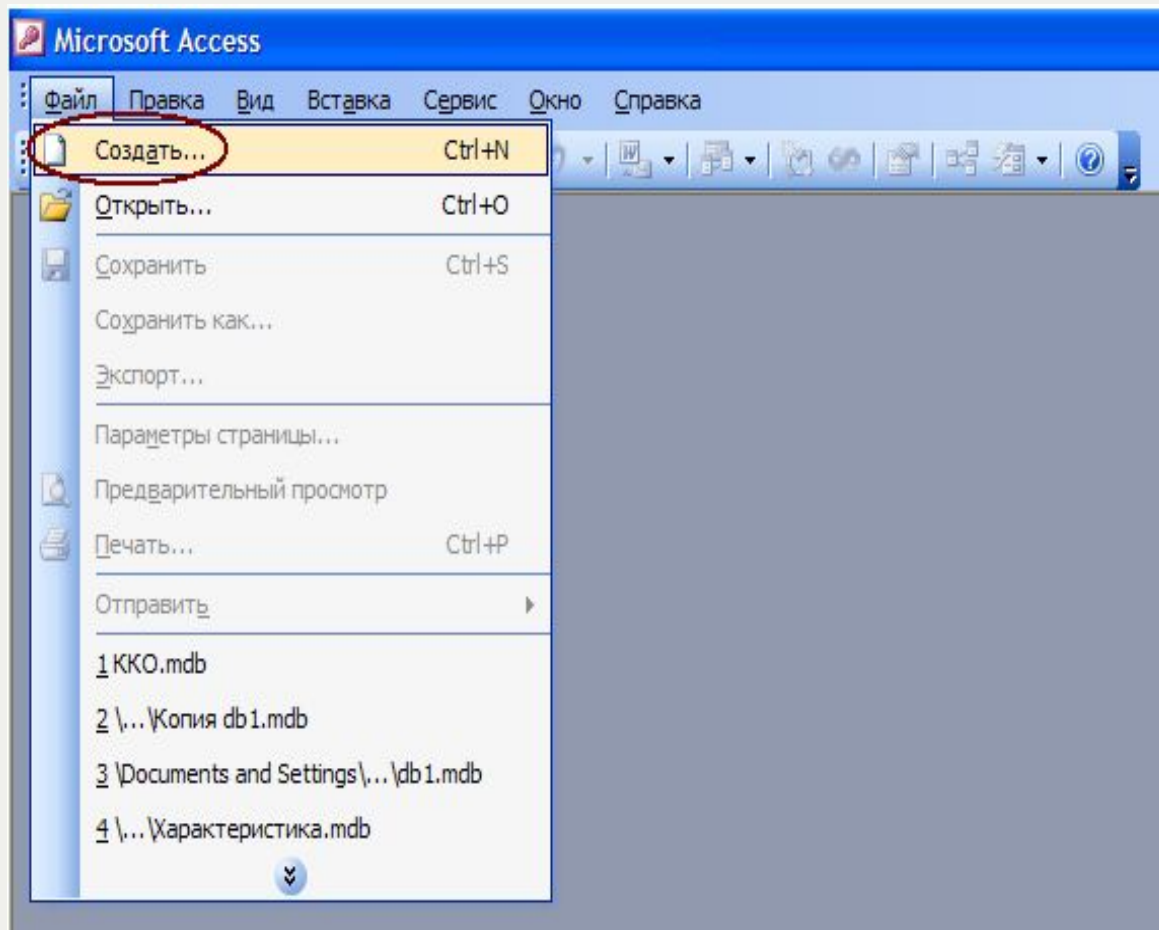 Microsoft Access
Файл Правка Вид Вставка Сервис Окно Справка
Создать... Ctrl+N
Открыть... Ctrl+O
Сохранить Ctrl+S
Сохранить как...
Экспорт...
Параметры страницы...
Предварительный просмотр
Печать... Ctrl+P
Отправить
1 ККО.mdb
2 \...\Копия db1.mdb
3 \Documents and Settings\...\db1.mdb
4 \...\Характеристика.mdb